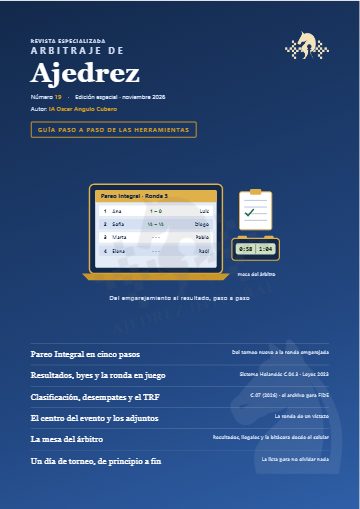 REVISTA ESPECIALIZADA
ARBITRAJE DE
Ajedrez
Número 19 · Edición especial · noviembre 2026
Autor: IA Oscar Angulo Cubero
GUÍA PASO A PASO DE LAS HERRAMIENTAS
Pareo Integral · Ronda 3
1 Ana 1 – 0 Luis
2 Sofía ½ – ½ Diego
3 Marta --- Pablo
4 Elena --- Raúl
0:58 1:04
mesa del árbitro
Del emparejamiento al resultado, paso a paso
Pareo Integral en cinco pasos Del torneo nuevo a la ronda emparejada
Resultados, byes y la ronda en juego Sistema Holandés C.04.3 · Leyes 2023
Clasificación, desempates y el TRF C.07 (2026) · el archivo para FIDE
El centro del evento y los adjuntos La ronda de un vistazo
La mesa del árbitro Resultados, ilegales y la bitácora desde el celular
Un día de torneo, de principio a fin La lista para no olvidar nada